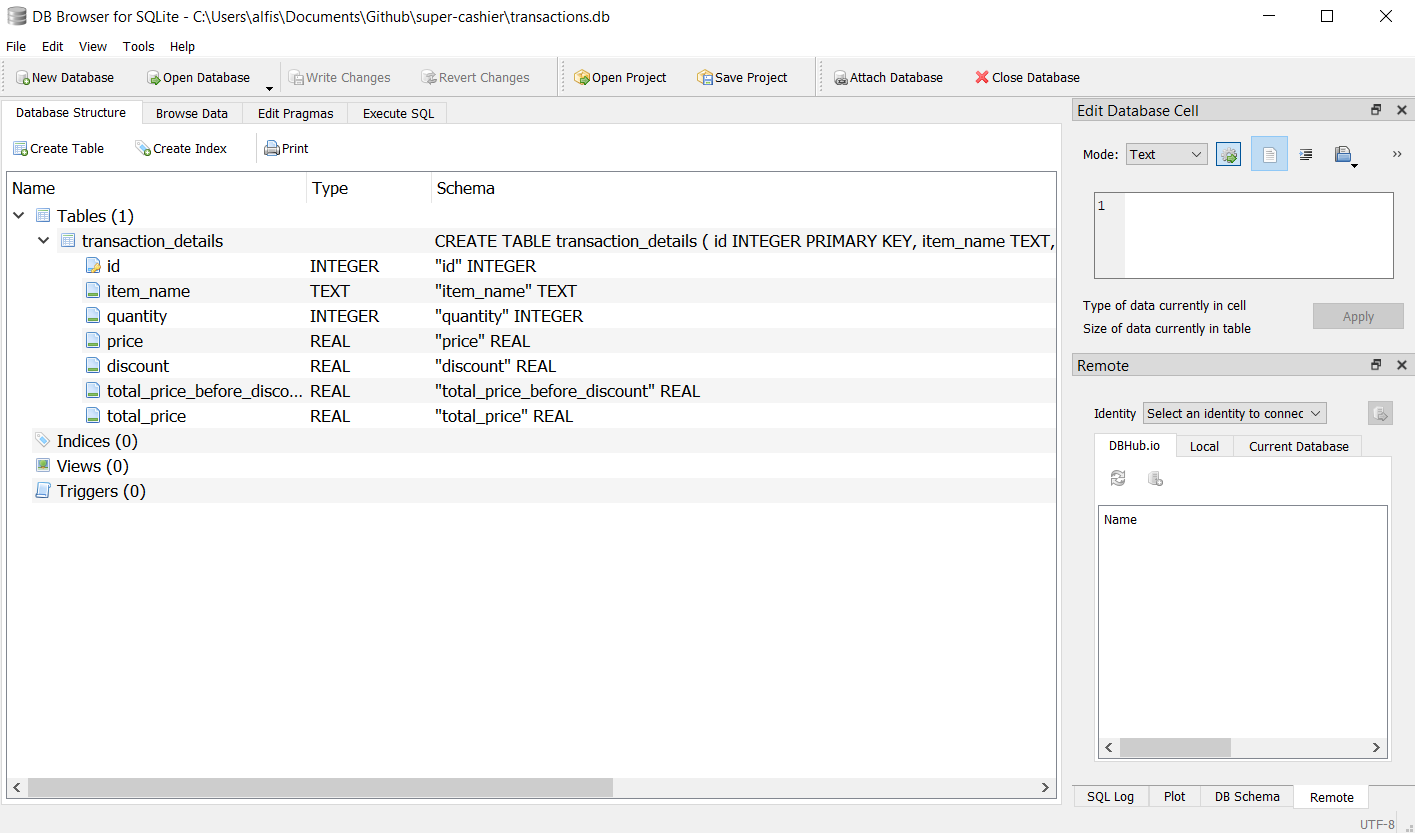 DB Browser for SQLite - C:\Users\alfis\Documents\Github\super-cashier\transactions.db
File Edit View Tools Help
New Database Open Database Write Changes Revert Changes Open Project Save Project Attach Database Close Database
Database Structure Browse Data Edit Pragmas Execute SQL
Create Table Create Index Print
Name Type Schema
Tables (1)
transaction_details CREATE TABLE transaction_details ( id INTEGER PRIMARY KEY, item_name TEXT,
id INTEGER "id" INTEGER
item_name TEXT "item_name" TEXT
quantity INTEGER "quantity" INTEGER
price REAL "price" REAL
discount REAL "discount" REAL
total_price_before_disco... REAL "total_price_before_discount" REAL
total_price REAL "total_price" REAL
Indices (0)
Views (0)
Triggers (0)
Edit Database Cell
Mode: Text
1
Type of data currently in cell
Size of data currently in table
Apply
Remote
Identity Select an identity to connec
DBHub.io Local Current Database
Name
SQL Log Plot DB Schema Remote
UTF-8